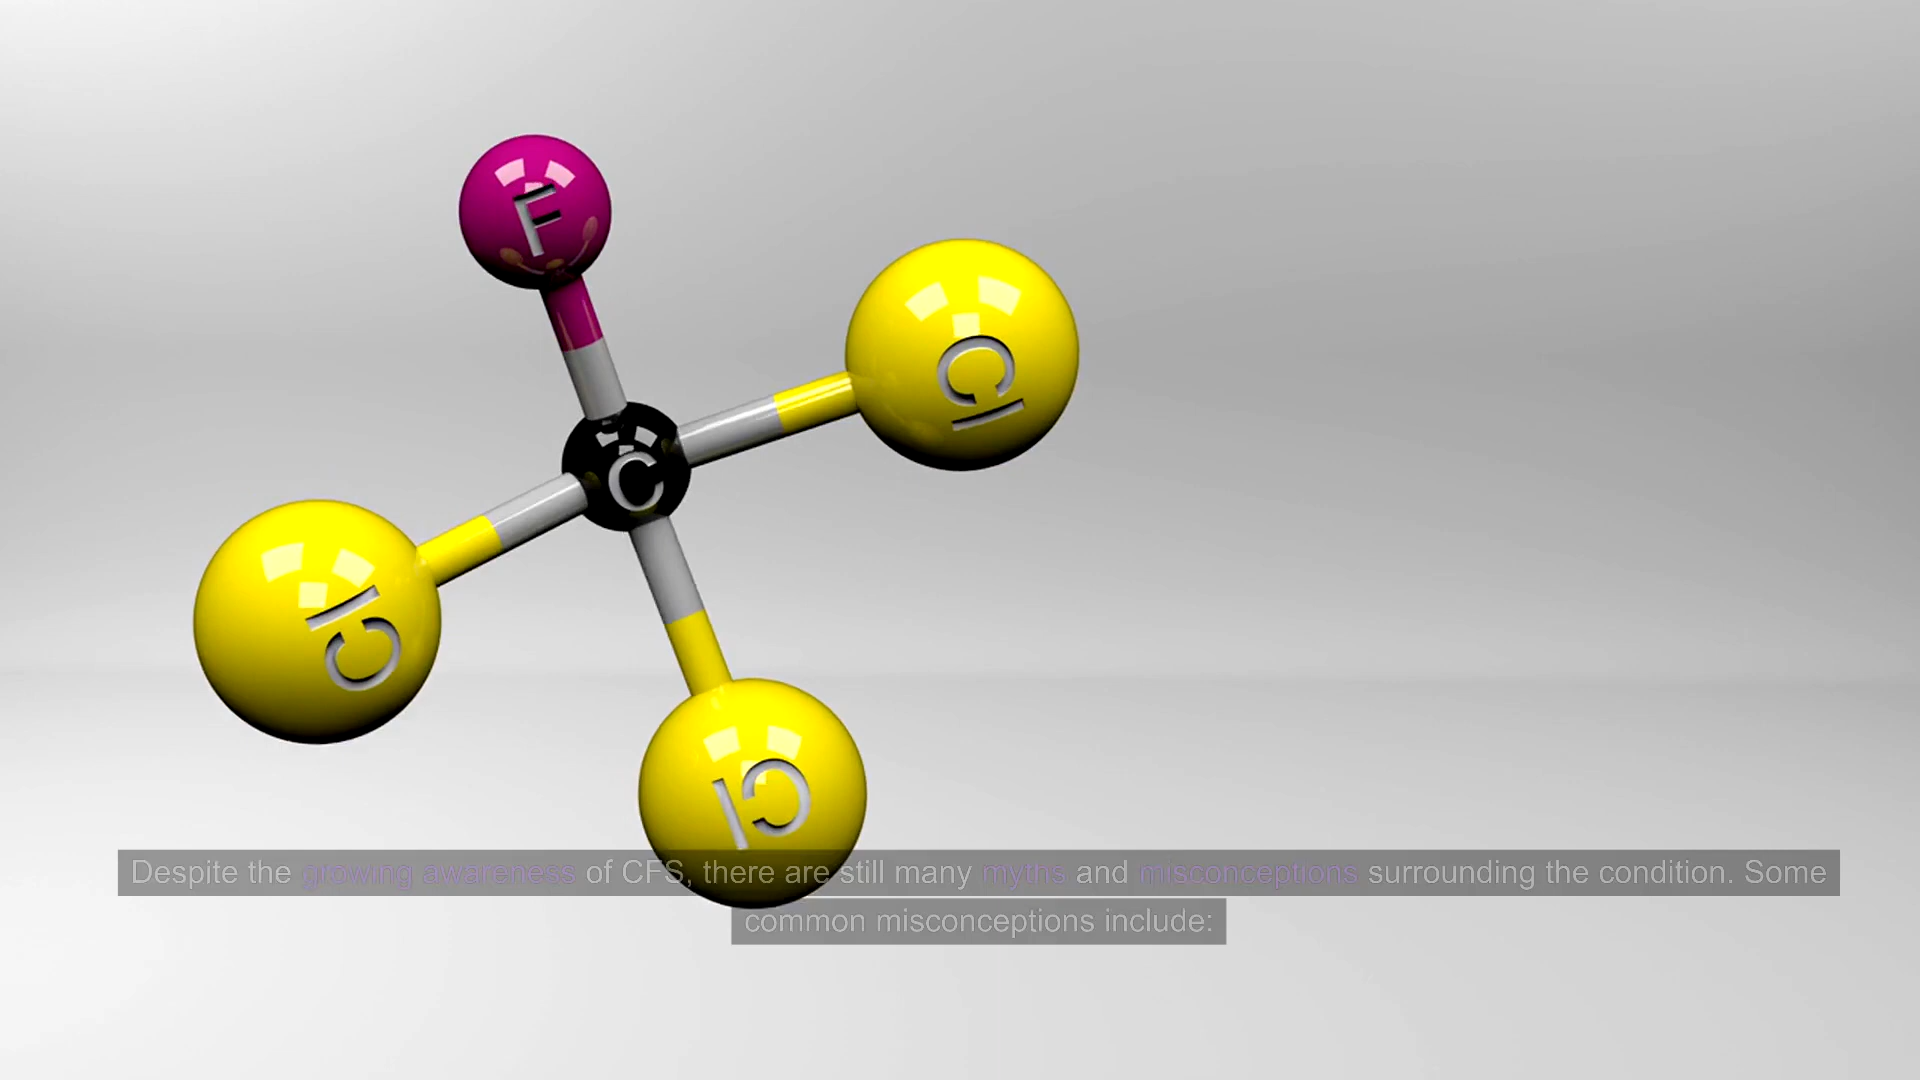 F
Cl
C
Cl
Cl
Despite the growing awareness of CFS, there are still many myths and misconceptions surrounding the condition. Some
common misconceptions include: